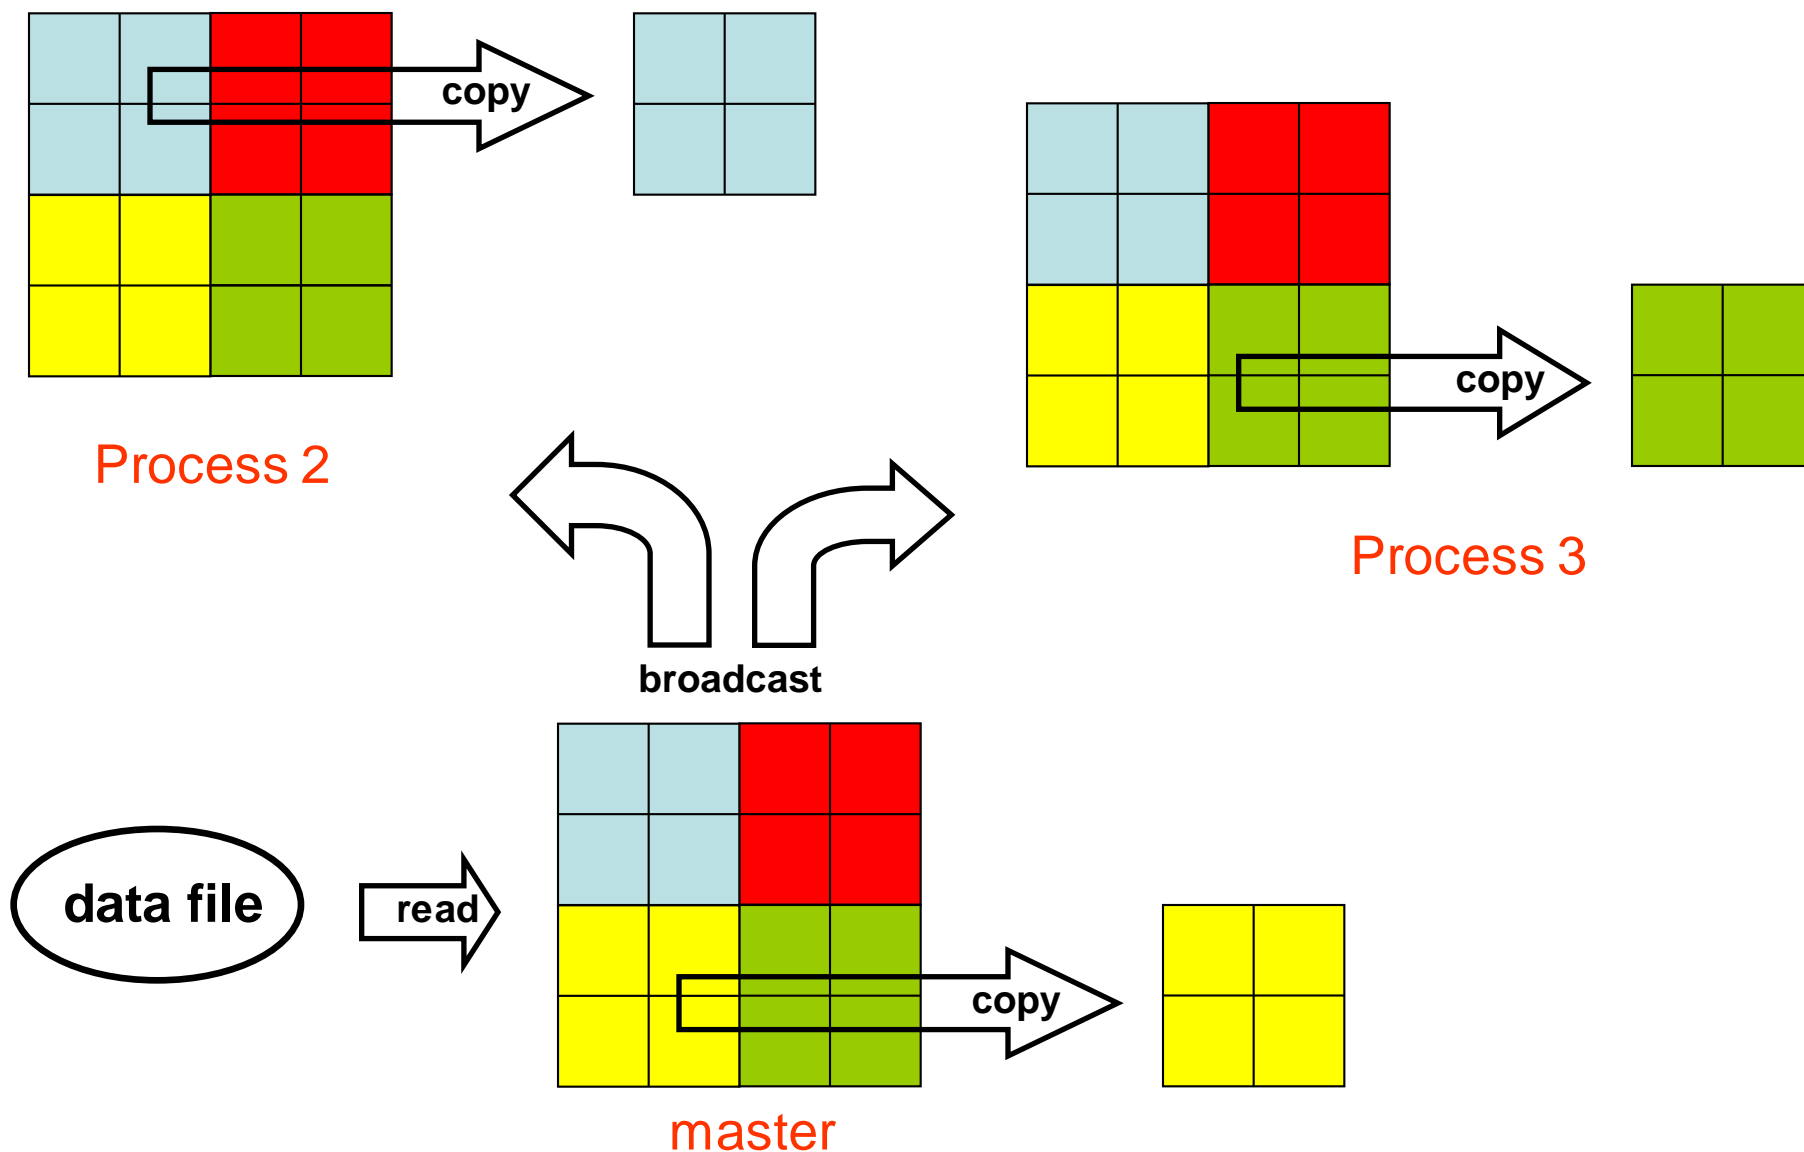 copy
copy
Process 2
Process 3
broadcast
data file
read
copy
master